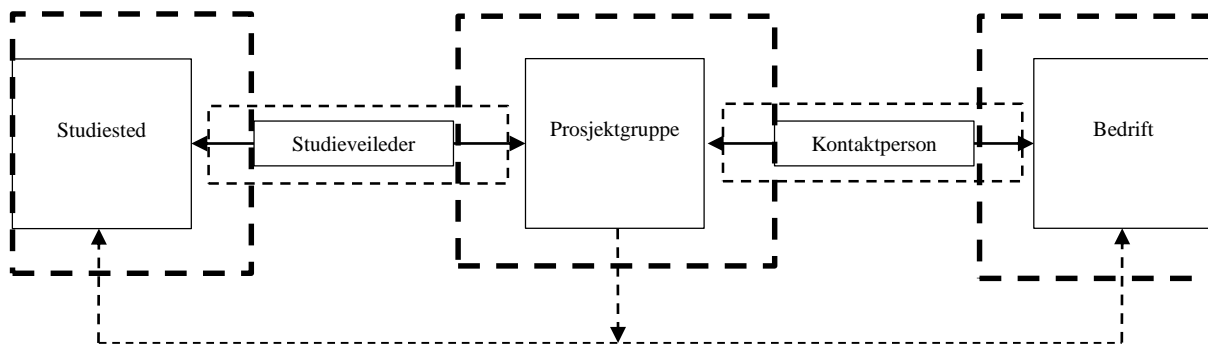 Studiested
Studieveileder
Prosjektgruppe
Kontaktperson
Bedrift